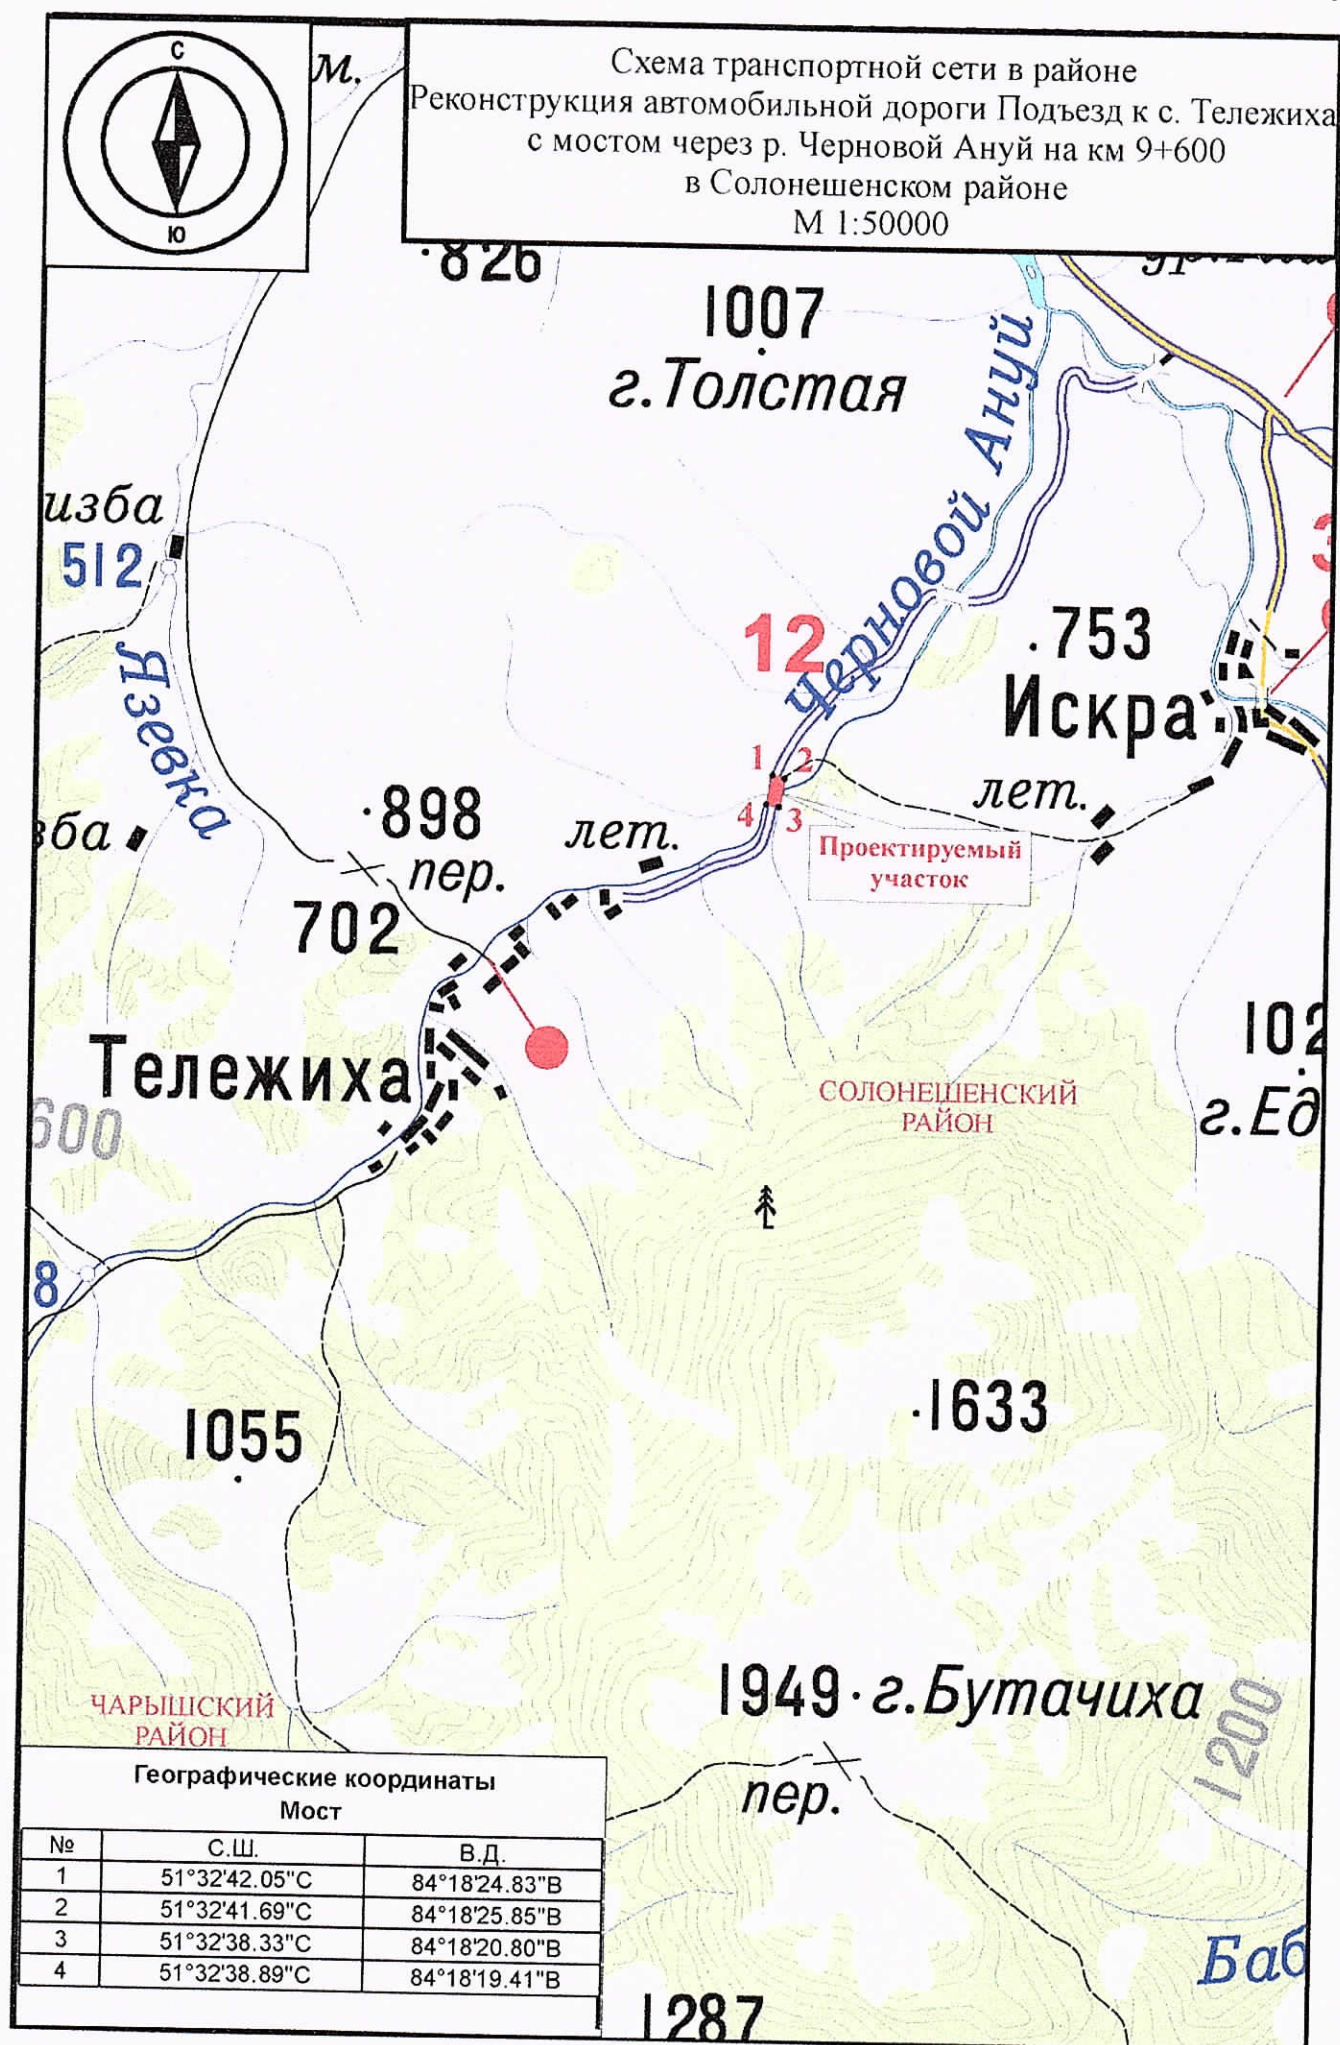 С
Ю
м.
Схема транспортной сети в районе
Реконструкция автомобильной дороги Подъезд к с. Тележиха
с мостом через р. Черновой Ануй на км 9+600
в Солонешенском районе
М 1:50000
826
1007
г.Толстая
Черновой Ануй
изба
512
Язевка
12
753
Искра
1
2
4
3
лет.
898
пер.
лет.
Проектируемый
участок
702
Тележиха
600
102
г.Ед
СОЛОНЕШЕНСКИЙ
РАЙОН
8
1055
1633
1949 г.Бутачиха
1200
пер.
ЧАРЫШСКИЙ
РАЙОН
Географические координаты
Мост
№ С.Ш. В.Д.
1 51°32'42.05"С 84°18'24.83"В
2 51°32'41.69"С 84°18'25.85"В
3 51°32'38.33"С 84°18'20.80"В
4 51°32'38.89"С 84°18'19.41"В
Баб
1287